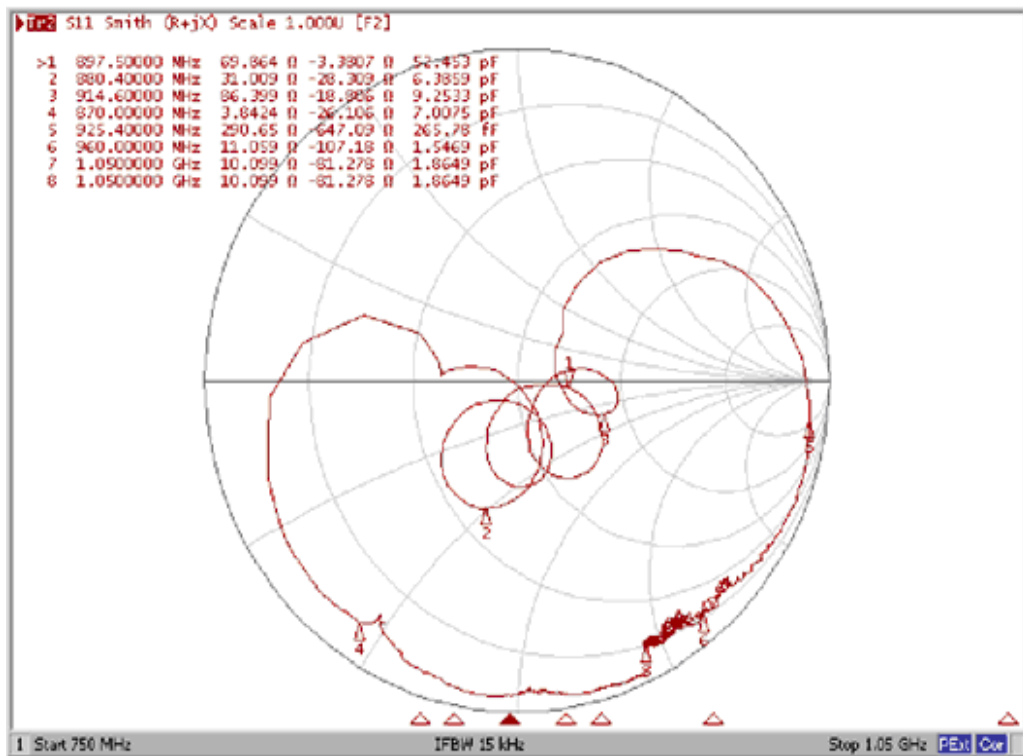 Tr2 S11 Smith (R+jX) Scale 1.000U [F2]
>1 897.50000 MHz 69.864 Ω -3.3807 Ω 52.453 pF
2 880.40000 MHz 31.009 Ω -28.309 Ω 6.3859 pF
3 914.60000 MHz 86.399 Ω -18.806 Ω 9.2533 pF
4 870.00000 MHz 3.8424 Ω -26.106 Ω 7.0075 pF
5 925.40000 MHz 290.65 Ω -647.09 Ω 265.78 fF
6 960.00000 MHz 11.059 Ω -107.18 Ω 1.5469 pF
7 1.0500000 GHz 10.099 Ω -81.278 Ω 1.8649 pF
8 1.0500000 GHz 10.099 Ω -81.278 Ω 1.8649 pF
1
3
2
4
8
1 Start 750 MHz IFBW 15 kHz Stop 1.05 GHz PExt Cor